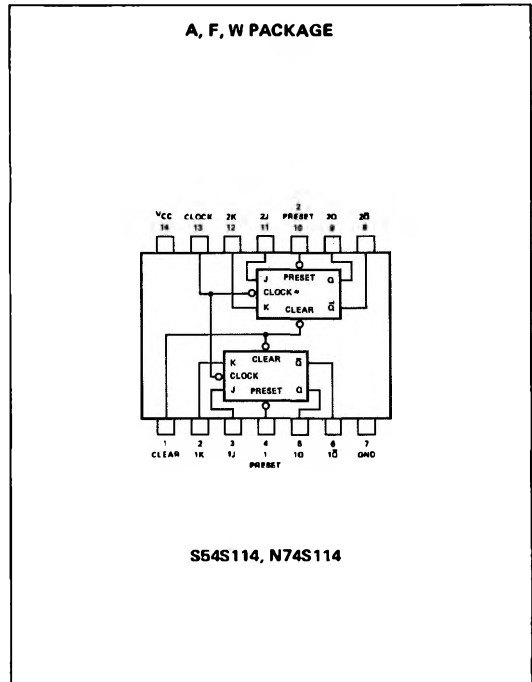 A, F, W PACKAGE
2
VCC CLOCK 2K 2J PRESET 2Q 2Q̅
14 13 12 11 10 9 8
J PRESET Q
CLOCK
K CLEAR Q̅
K CLEAR Q̅
CLOCK
J PRESET Q
1 2 3 4 5 6 7
CLEAR 1K 1J 1 1Q 1Q̅ GND
PRESET
S54S114, N74S114